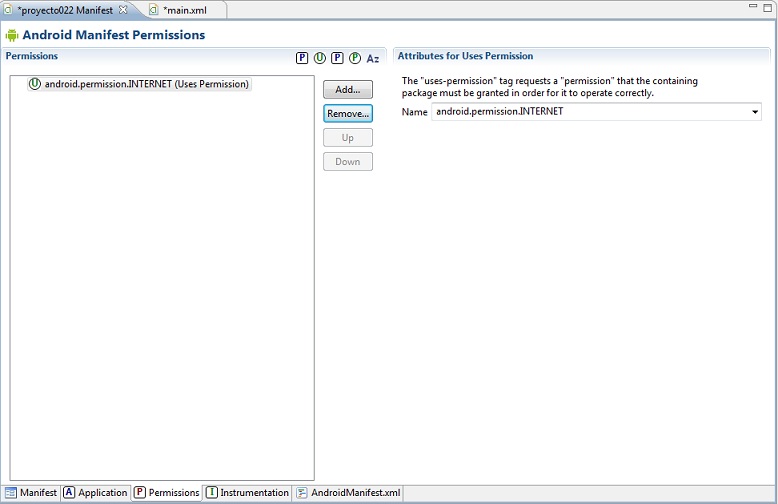 *proyecto022 Manifest
*main.xml
Android Manifest Permissions
Permissions
P U P P Az
Attributes for Uses Permission
U android.permission.INTERNET (Uses Permission)
Add...
Remove...
Up
Down
The "uses-permission" tag requests a "permission" that the containing
package must be granted in order for it to operate correctly.
Name android.permission.INTERNET
Manifest A Application P Permissions I Instrumentation AndroidManifest.xml